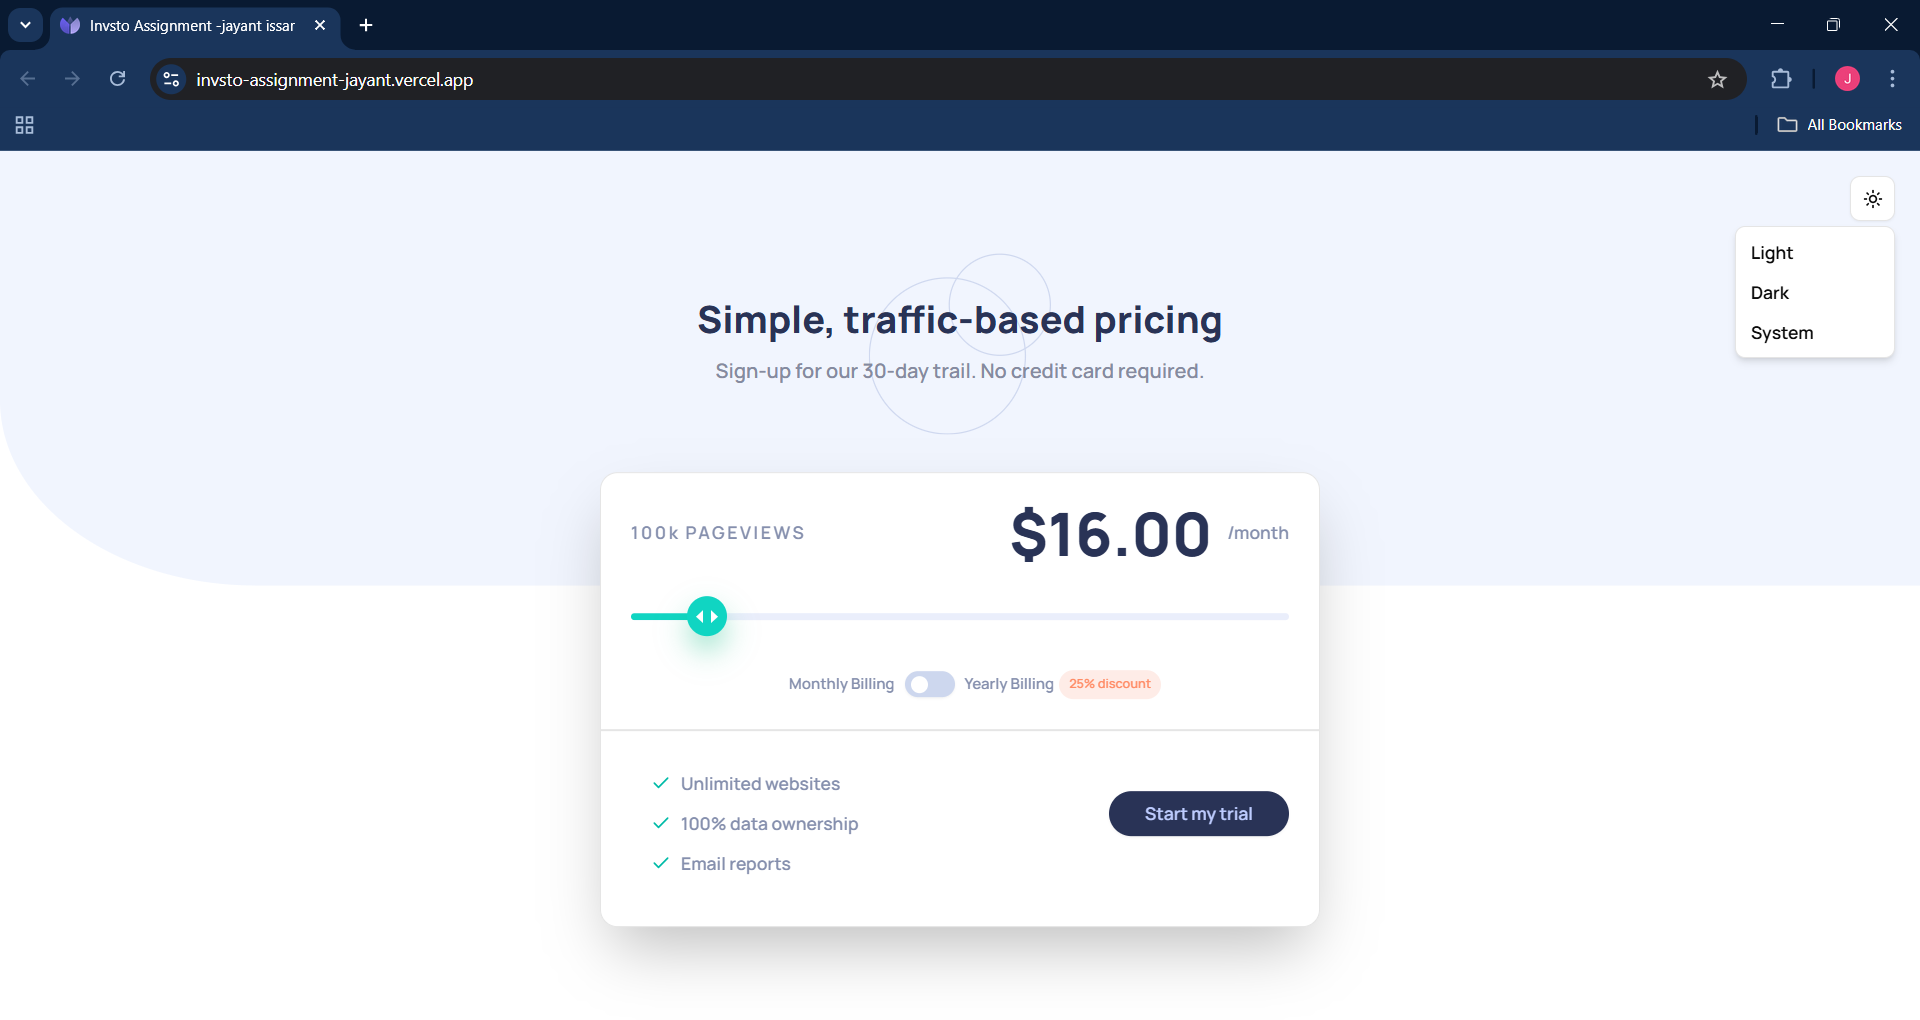 Invsto Assignment -jayant issar
invsto-assignment-jayant.vercel.app
J
All Bookmarks
Light
Dark
System
Simple, traffic-based pricing
Sign-up for our 30-day trail. No credit card required.
100k PAGEVIEWS
$16.00 /month
Monthly Billing Yearly Billing 25% discount
Unlimited websites
100% data ownership
Email reports
Start my trial